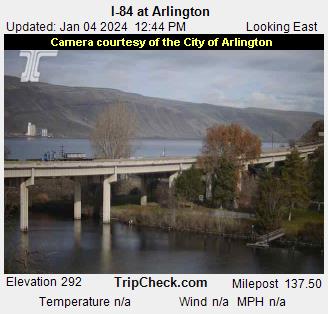 I-84 at Arlington
Updated: Jan 04 2024 12:44 PM Looking East
Camera courtesy of the City of Arlington
Elevation 292 TripCheck.com Milepost 137.50
Temperature n/a Wind n/a MPH n/a